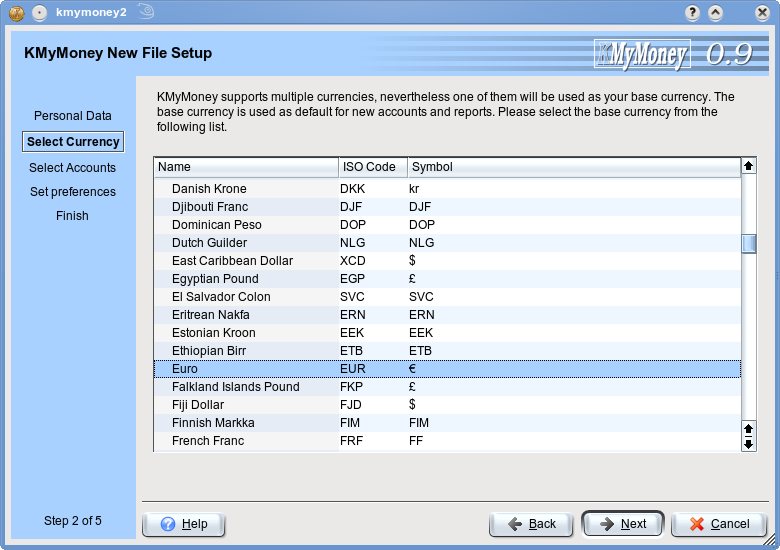 kmymoney2
KMyMoney New File Setup
KMyMoney 0.9
Personal Data
Select Currency
Select Accounts
Set preferences
Finish
Step 2 of 5
KMyMoney supports multiple currencies, nevertheless one of them will be used as your base currency. The
base currency is used as default for new accounts and reports. Please select the base currency from the
following list.
Name ISO Code Symbol
Danish Krone DKK kr
Djibouti Franc DJF DJF
Dominican Peso DOP DOP
Dutch Guilder NLG NLG
East Caribbean Dollar XCD $
Egyptian Pound EGP £
El Salvador Colon SVC SVC
Eritrean Nakfa ERN ERN
Estonian Kroon EEK EEK
Ethiopian Birr ETB ETB
Euro EUR €
Falkland Islands Pound FKP £
Fiji Dollar FJD $
Finnish Markka FIM FIM
French Franc FRF FF
Help Back Next Cancel